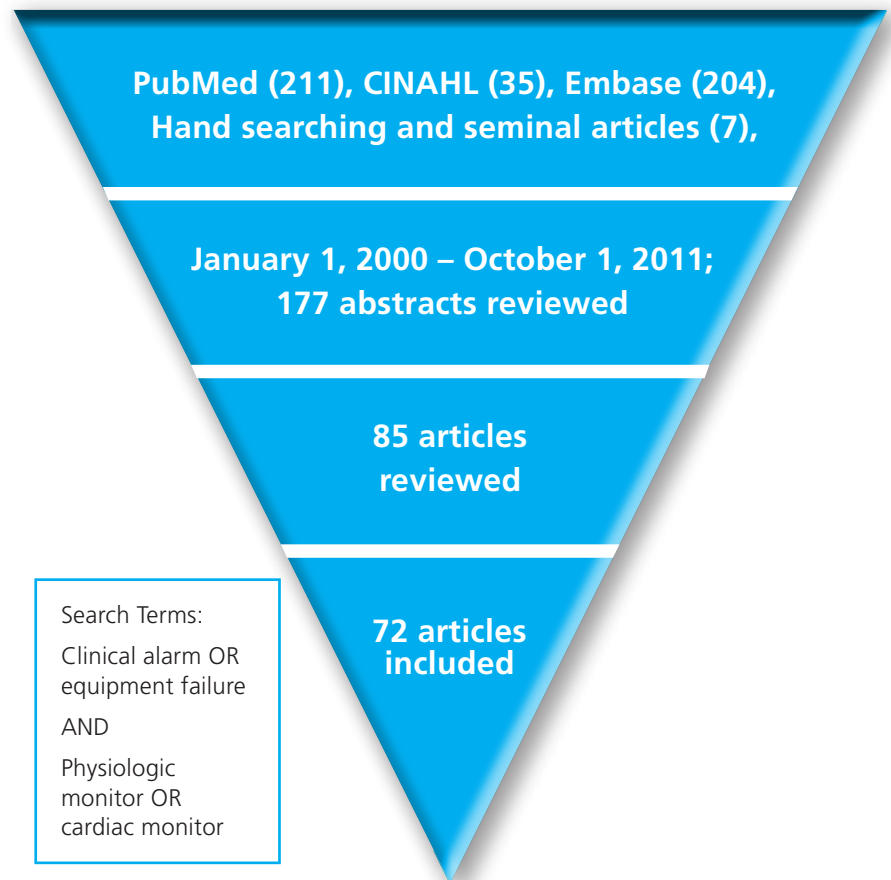 PubMed (211), CINAHL (35), Embase (204),
Hand searching and seminal articles (7),
January 1, 2000 – October 1, 2011;
177 abstracts reviewed
85 articles
reviewed
72 articles
included
Search Terms:
Clinical alarm OR
equipment failure
AND
Physiologic
monitor OR
cardiac monitor